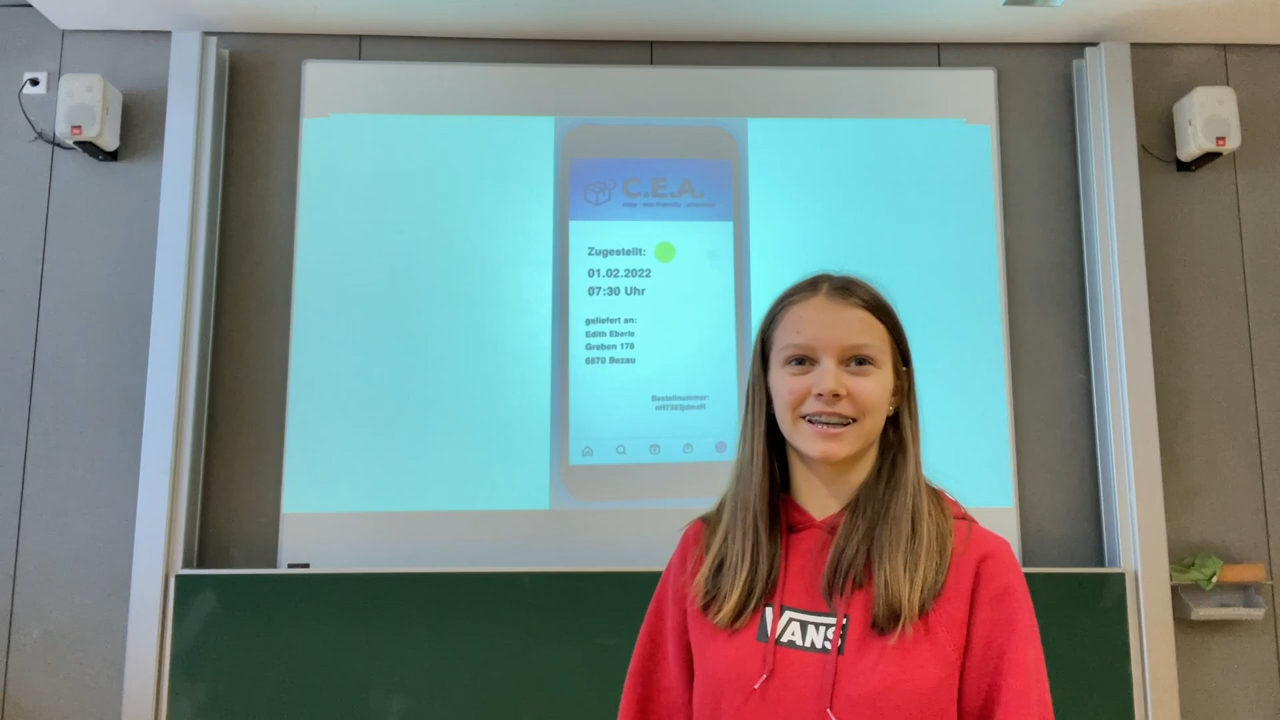 C.E.A.
Zugestellt:
01.02.2022
07:30 Uhr
geliefert an:
Edith Eberle
Greben 178
6870 Bezau
Bestellnummer:
VANS